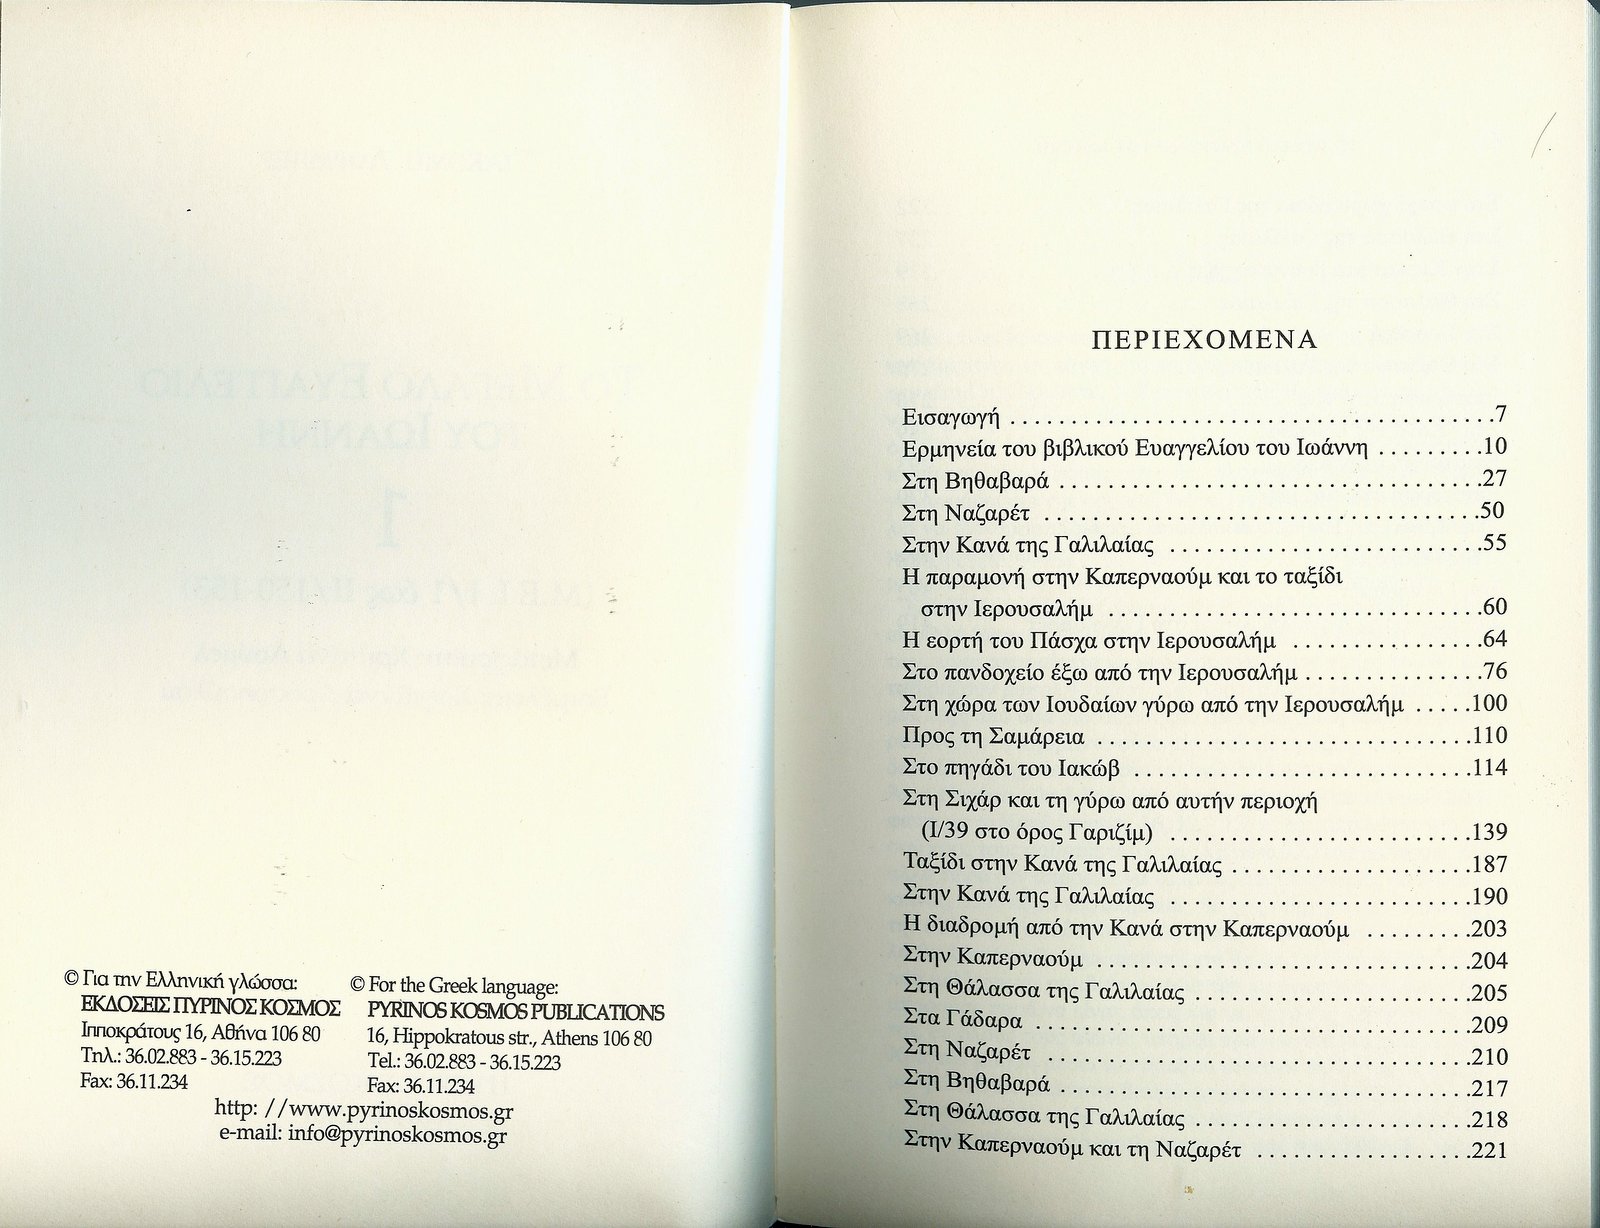 © Για την Ελληνική γλώσσα:
ΕΚΔΟΣΕΙΣ ΠΥΡΙΝΟΣ ΚΟΣΜΟΣ
Ιπποκράτους 16, Αθήνα 106 80
Τηλ.: 36.02.883 - 36.15.223
Fax: 36.11.234
© For the Greek language:
PYRINOS KOSMOS PUBLICATIONS
16, Hippokratous str., Athens 106 80
Tel.: 36.02.883 - 36.15.223
Fax: 36.11.234
http: //www.pyrinoskosmos.gr
e-mail: info@pyrinoskosmos.gr
ΠΕΡΙΕΧΟΜΕΝΑ
Εισαγωγή . . . . . . . . . . . . . . . . . . . . 7
Ερμηνεία του βιβλικού Ευαγγελίου του Ιωάννη . . . . . . . . .10
Στη Βηθαβαρά . . . . . . . . . . . . . . . . . . . .27
Στη Ναζαρέτ . . . . . . . . . . . . . . . . . . . .50
Στην Κανά της Γαλιλαίας . . . . . . . . . . . . . . . . . . . .55
Η παραμονή στην Καπερναούμ και το ταξίδι
στην Ιερουσαλήμ . . . . . . . . . . . . . . . . . . . .60
Η εορτή του Πάσχα στην Ιερουσαλήμ . . . . . . . . . . . . . . . .64
Στο πανδοχείο έξω από την Ιερουσαλήμ . . . . . . . . . . . . . . .76
Στη χώρα των Ιουδαίων γύρω από την Ιερουσαλήμ . . . . .100
Προς τη Σαμάρεια . . . . . . . . . . . . . . . . . . . .110
Στο πηγάδι του Ιακώβ . . . . . . . . . . . . . . . . . . . .114
Στη Σιχάρ και τη γύρω από αυτήν περιοχή
(Ι/39 στο όρος Γαριζίμ) . . . . . . . . . . . . . . . . . . . .139
Ταξίδι στην Κανά της Γαλιλαίας . . . . . . . . . . . . . . . . . . . .187
Στην Κανά της Γαλιλαίας . . . . . . . . . . . . . . . . . . . .190
Η διαδρομή από την Κανά στην Καπερναούμ . . . . . . . . .203
Στην Καπερναούμ . . . . . . . . . . . . . . . . . . . .204
Στη Θάλασσα της Γαλιλαίας . . . . . . . . . . . . . . . . . . . .205
Στα Γάδαρα . . . . . . . . . . . . . . . . . . . .209
Στη Ναζαρέτ . . . . . . . . . . . . . . . . . . . .210
Στη Βηθαβαρά . . . . . . . . . . . . . . . . . . . .217
Στη Θάλασσα της Γαλιλαίας . . . . . . . . . . . . . . . . . . . .218
Στην Καπερναούμ και τη Ναζαρέτ . . . . . . . . . . . . . . . . . .221